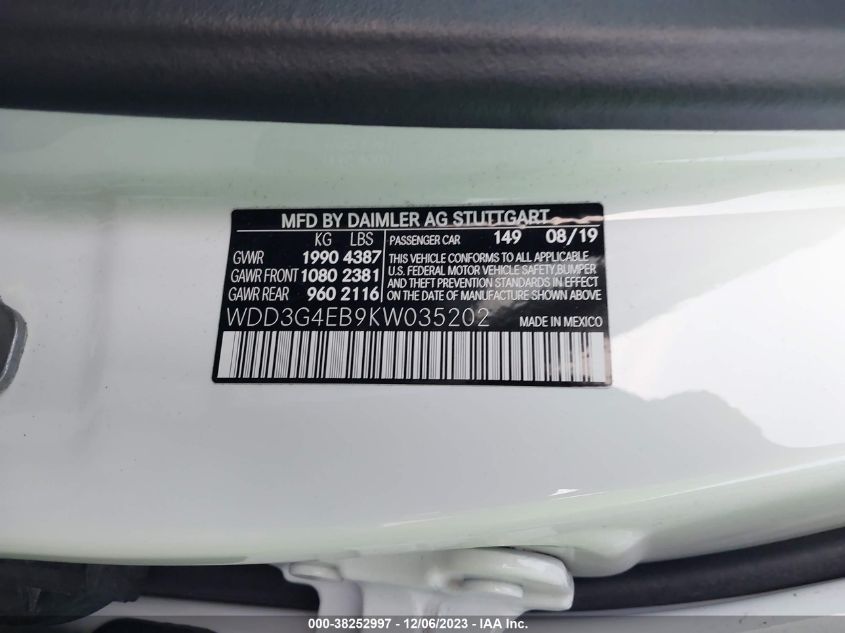 MFD BY DAIMLER AG STUTTGART
KG LBS
GVWR 1990 4387
GAWR FRONT 1080 2381
GAWR REAR 960 2116
PASSENGER CAR 149 08/19
THIS VEHICLE CONFORMS TO ALL APPLICABLE
U.S. FEDERAL MOTOR VEHICLE SAFETY, BUMPER
AND THEFT PREVENTION STANDARDS IN EFFECT
ON THE DATE OF MANUFACTURE SHOWN ABOVE
WDD3G4EB9KW035202 MADE IN MEXICO
000-38252997 - 12/06/2023 - IAAI Inc.